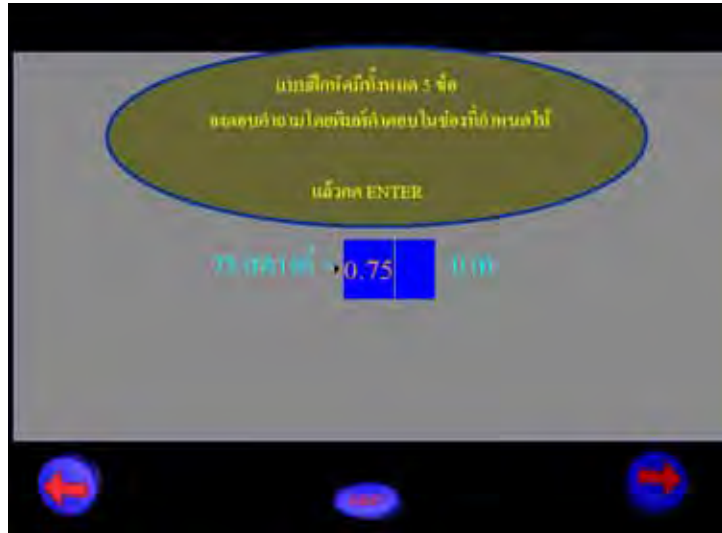 แบบฝึกหัดมีทั้งหมด 5 ข้อ
จงตอบคำถามโดยพิมพ์คำตอบในช่องที่กำหนดให้
แล้วกด ENTER
75 สตางค์ = 0.75 บาท